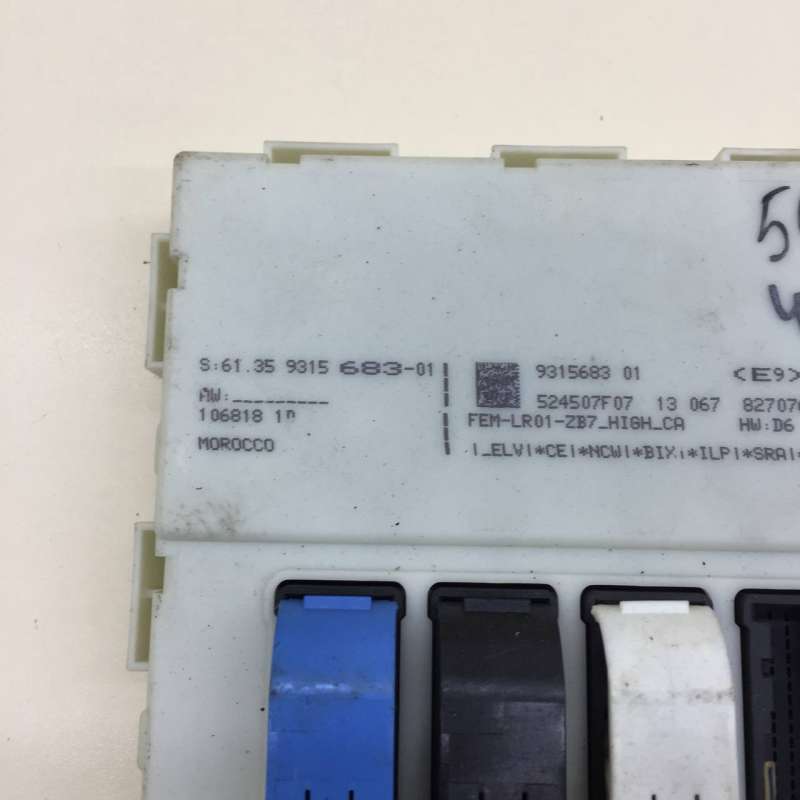 S:61.35 9315 683-01
AW:_________
106818 1D
MOROCCO
9315683 01
<E9>
524507F07 13 067 82707
FEM-LR01-ZB7_HIGH_CA HW:D6
|_ELV|*CE|*NCW|*BIX|*ILP|*SRA|*